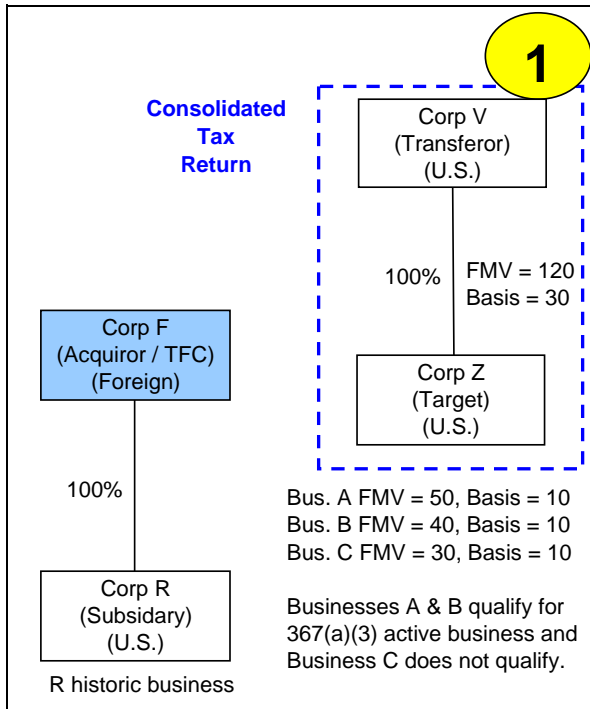 1
Consolidated
Tax
Return
Corp V
(Transferor)
(U.S.)
100%
FMV = 120
Basis = 30
Corp F
(Acquiror / TFC)
(Foreign)
Corp Z
(Target)
(U.S.)
100%
Bus. A FMV = 50, Basis = 10
Bus. B FMV = 40, Basis = 10
Bus. C FMV = 30, Basis = 10
Corp R
(Subsidary)
(U.S.)
Businesses A & B qualify for
367(a)(3) active business and
Business C does not qualify.
R historic business